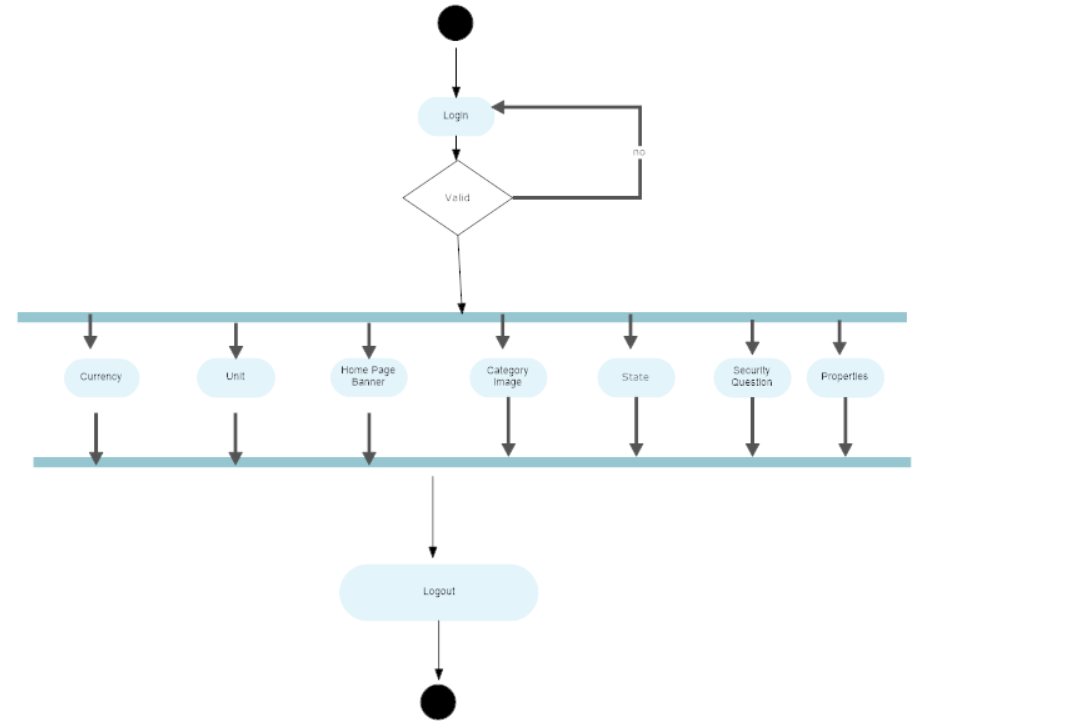 Login
no
Valid
Currency
Unit
Home Page
Banner
Category
Image
State
Security
Question
Properties
Logout